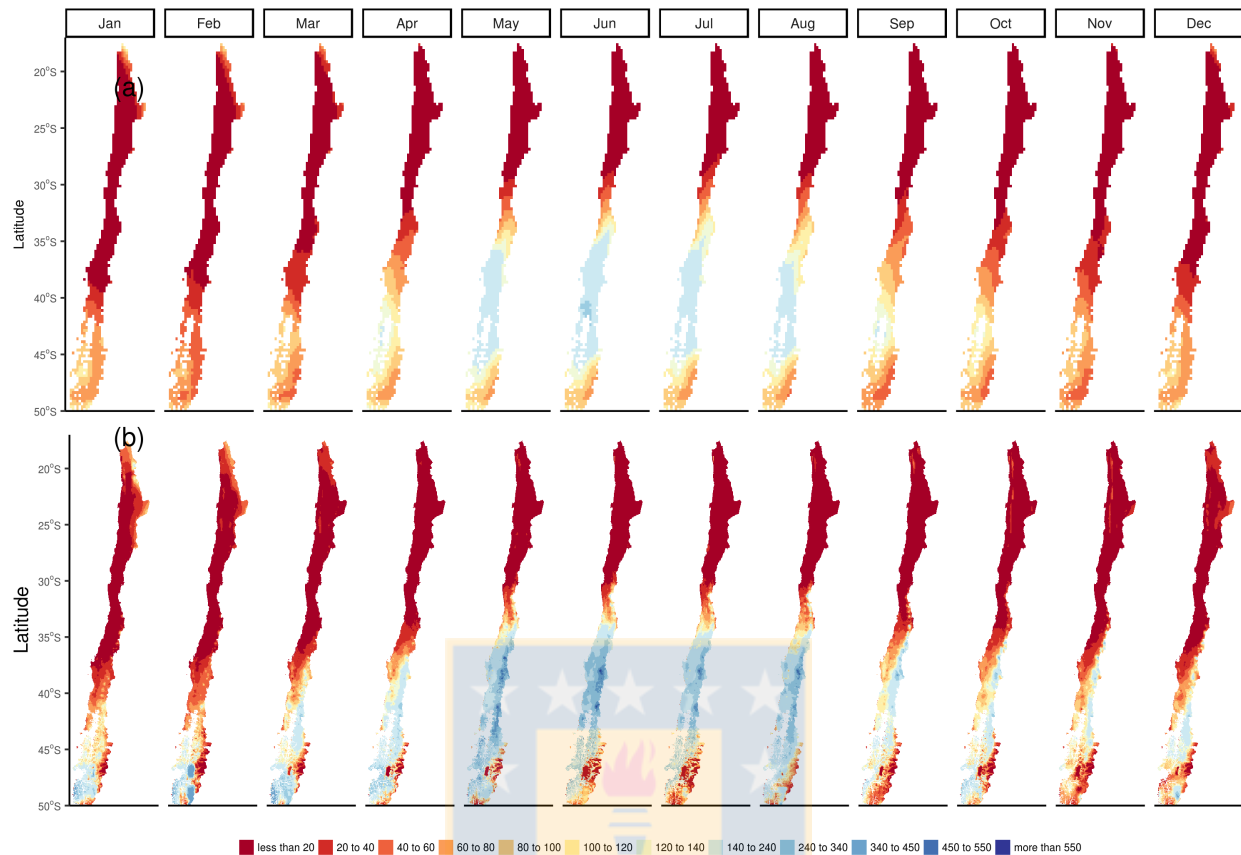 Jan Feb Mar Apr May Jun Jul Aug Sep Oct Nov Dec
(a)
Latitude
20°S
25°S
30°S
35°S
40°S
45°S
50°S
(b)
Latitude
20°S
25°S
30°S
35°S
40°S
45°S
50°S
less than 20 20 to 40 40 to 60 60 to 80 80 to 100 100 to 120 120 to 140 140 to 240 240 to 340 340 to 450 450 to 550 more than 550